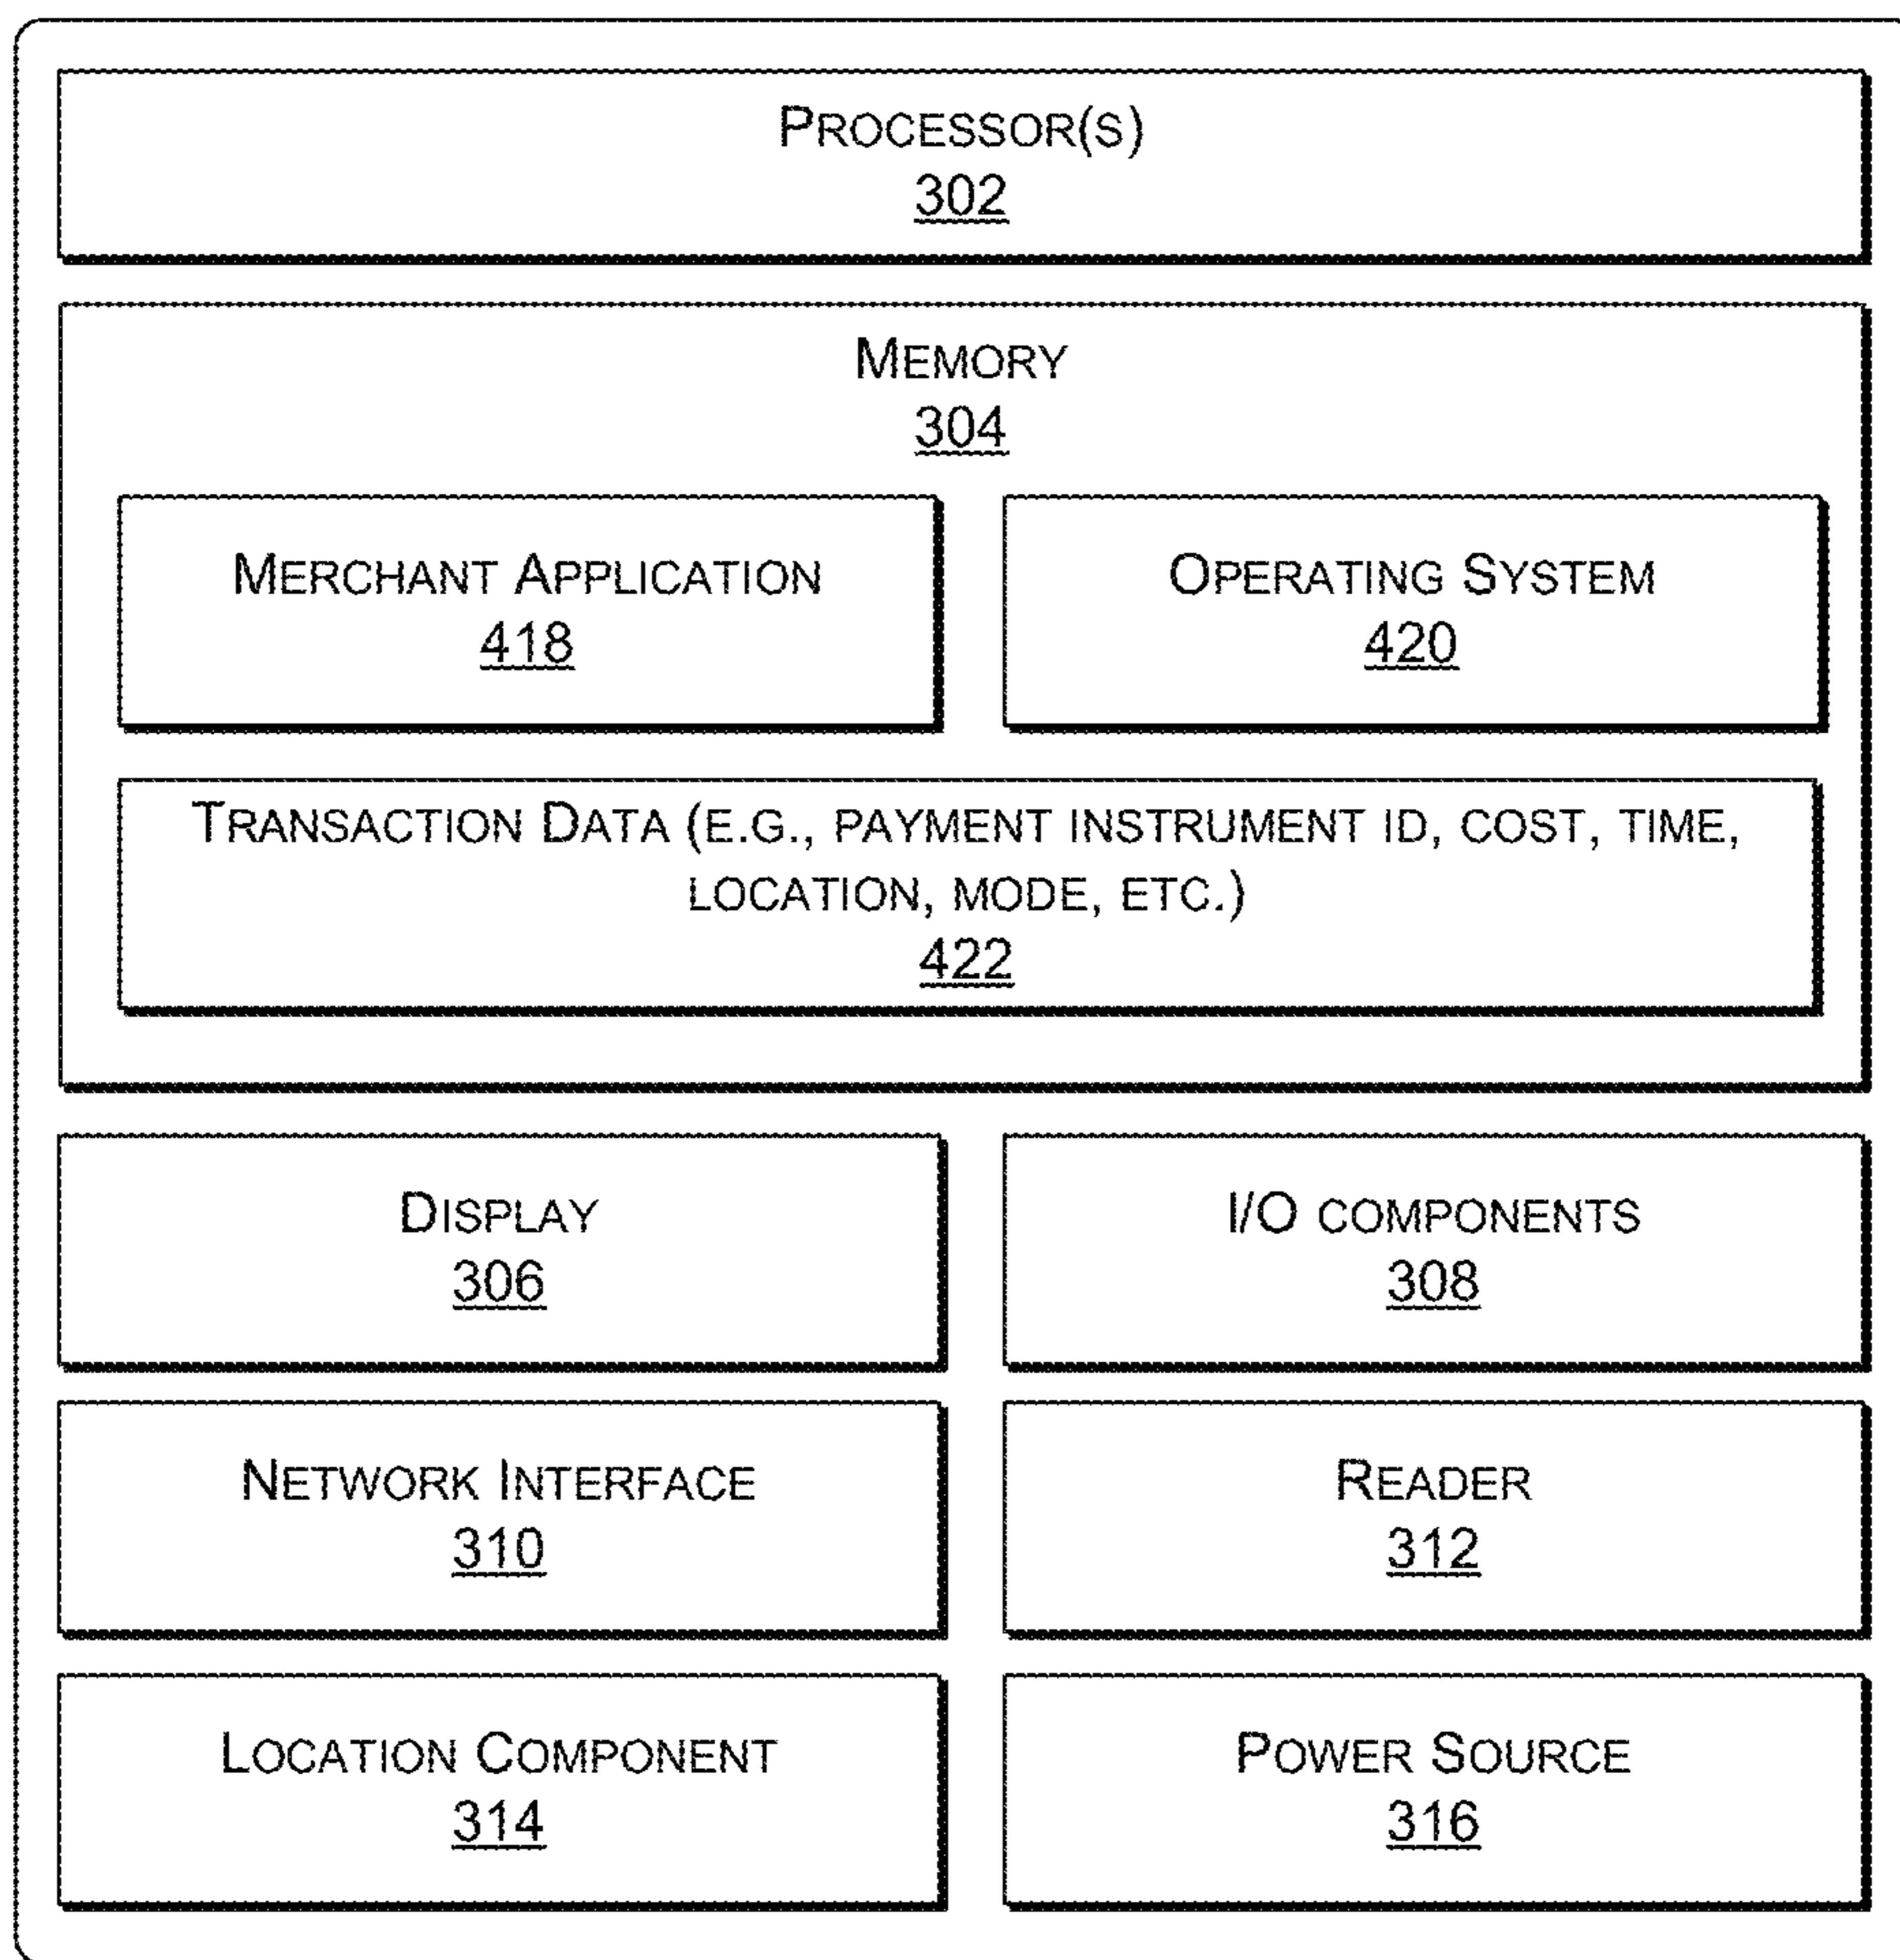 PROCESSOR(S)
302
MEMORY
304
MERCHANT APPLICATION
418
OPERATING SYSTEM
420
TRANSACTION DATA (E.G., PAYMENT INSTRUMENT ID, COST, TIME,
LOCATION, MODE, ETC.)
422
DISPLAY
306
I/O COMPONENTS
308
NETWORK INTERFACE
310
READER
312
LOCATION COMPONENT
314
POWER SOURCE
316